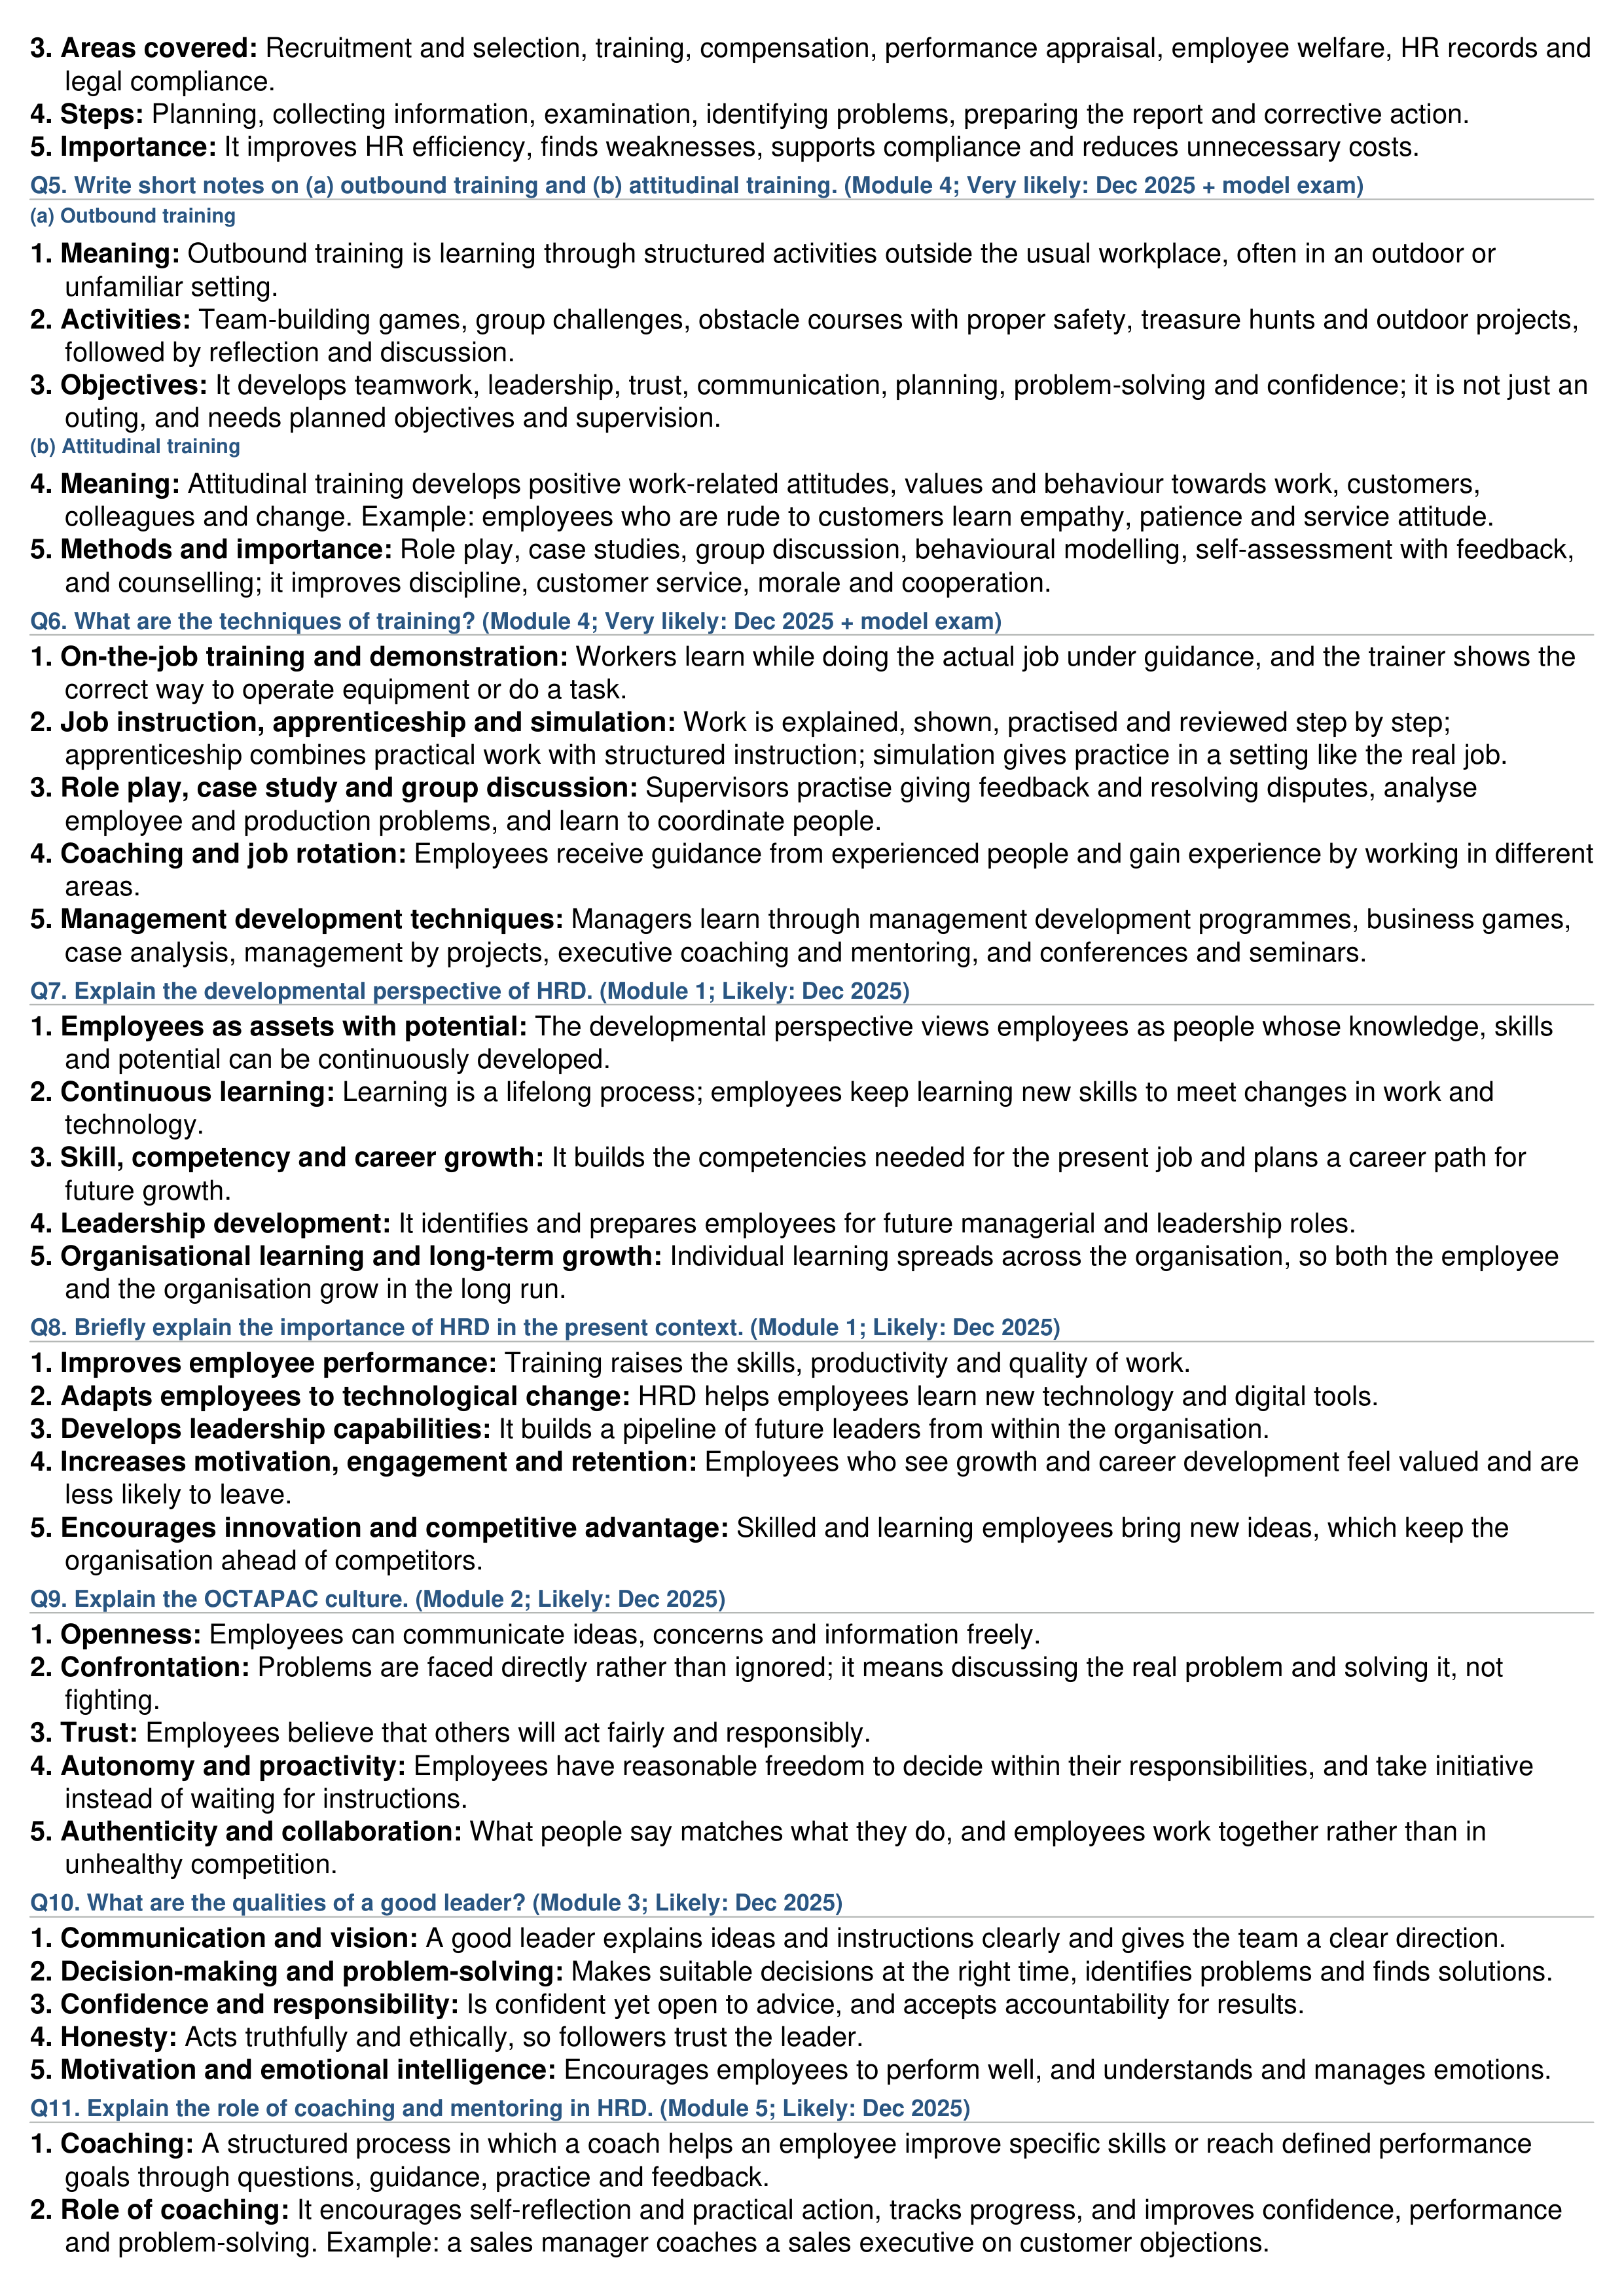 3. Areas covered: Recruitment and selection, training, compensation, performance appraisal, employee welfare, HR records and
legal compliance.
4. Steps: Planning, collecting information, examination, identifying problems, preparing the report and corrective action.
5. Importance: It improves HR efficiency, finds weaknesses, supports compliance and reduces unnecessary costs.
Q5. Write short notes on (a) outbound training and (b) attitudinal training. (Module 4; Very likely: Dec 2025 + model exam)
(a) Outbound training
1. Meaning: Outbound training is learning through structured activities outside the usual workplace, often in an outdoor or
unfamiliar setting.
2. Activities: Team-building games, group challenges, obstacle courses with proper safety, treasure hunts and outdoor projects,
followed by reflection and discussion.
3. Objectives: It develops teamwork, leadership, trust, communication, planning, problem-solving and confidence; it is not just an
outing, and needs planned objectives and supervision.
(b) Attitudinal training
4. Meaning: Attitudinal training develops positive work-related attitudes, values and behaviour towards work, customers,
colleagues and change. Example: employees who are rude to customers learn empathy, patience and service attitude.
5. Methods and importance: Role play, case studies, group discussion, behavioural modelling, self-assessment with feedback,
and counselling; it improves discipline, customer service, morale and cooperation.
Q6. What are the techniques of training? (Module 4; Very likely: Dec 2025 + model exam)
1. On-the-job training and demonstration: Workers learn while doing the actual job under guidance, and the trainer shows the
correct way to operate equipment or do a task.
2. Job instruction, apprenticeship and simulation: Work is explained, shown, practised and reviewed step by step;
apprenticeship combines practical work with structured instruction; simulation gives practice in a setting like the real job.
3. Role play, case study and group discussion: Supervisors practise giving feedback and resolving disputes, analyse
employee and production problems, and learn to coordinate people.
4. Coaching and job rotation: Employees receive guidance from experienced people and gain experience by working in different
areas.
5. Management development techniques: Managers learn through management development programmes, business games,
case analysis, management by projects, executive coaching and mentoring, and conferences and seminars.
Q7. Explain the developmental perspective of HRD. (Module 1; Likely: Dec 2025)
1. Employees as assets with potential: The developmental perspective views employees as people whose knowledge, skills
and potential can be continuously developed.
2. Continuous learning: Learning is a lifelong process; employees keep learning new skills to meet changes in work and
technology.
3. Skill, competency and career growth: It builds the competencies needed for the present job and plans a career path for
future growth.
4. Leadership development: It identifies and prepares employees for future managerial and leadership roles.
5. Organisational learning and long-term growth: Individual learning spreads across the organisation, so both the employee
and the organisation grow in the long run.
Q8. Briefly explain the importance of HRD in the present context. (Module 1; Likely: Dec 2025)
1. Improves employee performance: Training raises the skills, productivity and quality of work.
2. Adapts employees to technological change: HRD helps employees learn new technology and digital tools.
3. Develops leadership capabilities: It builds a pipeline of future leaders from within the organisation.
4. Increases motivation, engagement and retention: Employees who see growth and career development feel valued and are
less likely to leave.
5. Encourages innovation and competitive advantage: Skilled and learning employees bring new ideas, which keep the
organisation ahead of competitors.
Q9. Explain the OCTAPAC culture. (Module 2; Likely: Dec 2025)
1. Openness: Employees can communicate ideas, concerns and information freely.
2. Confrontation: Problems are faced directly rather than ignored; it means discussing the real problem and solving it, not
fighting.
3. Trust: Employees believe that others will act fairly and responsibly.
4. Autonomy and proactivity: Employees have reasonable freedom to decide within their responsibilities, and take initiative
instead of waiting for instructions.
5. Authenticity and collaboration: What people say matches what they do, and employees work together rather than in
unhealthy competition.
Q10. What are the qualities of a good leader? (Module 3; Likely: Dec 2025)
1. Communication and vision: A good leader explains ideas and instructions clearly and gives the team a clear direction.
2. Decision-making and problem-solving: Makes suitable decisions at the right time, identifies problems and finds solutions.
3. Confidence and responsibility: Is confident yet open to advice, and accepts accountability for results.
4. Honesty: Acts truthfully and ethically, so followers trust the leader.
5. Motivation and emotional intelligence: Encourages employees to perform well, and understands and manages emotions.
Q11. Explain the role of coaching and mentoring in HRD. (Module 5; Likely: Dec 2025)
1. Coaching: A structured process in which a coach helps an employee improve specific skills or reach defined performance
goals through questions, guidance, practice and feedback.
2. Role of coaching: It encourages self-reflection and practical action, tracks progress, and improves confidence, performance
and problem-solving. Example: a sales manager coaches a sales executive on customer objections.